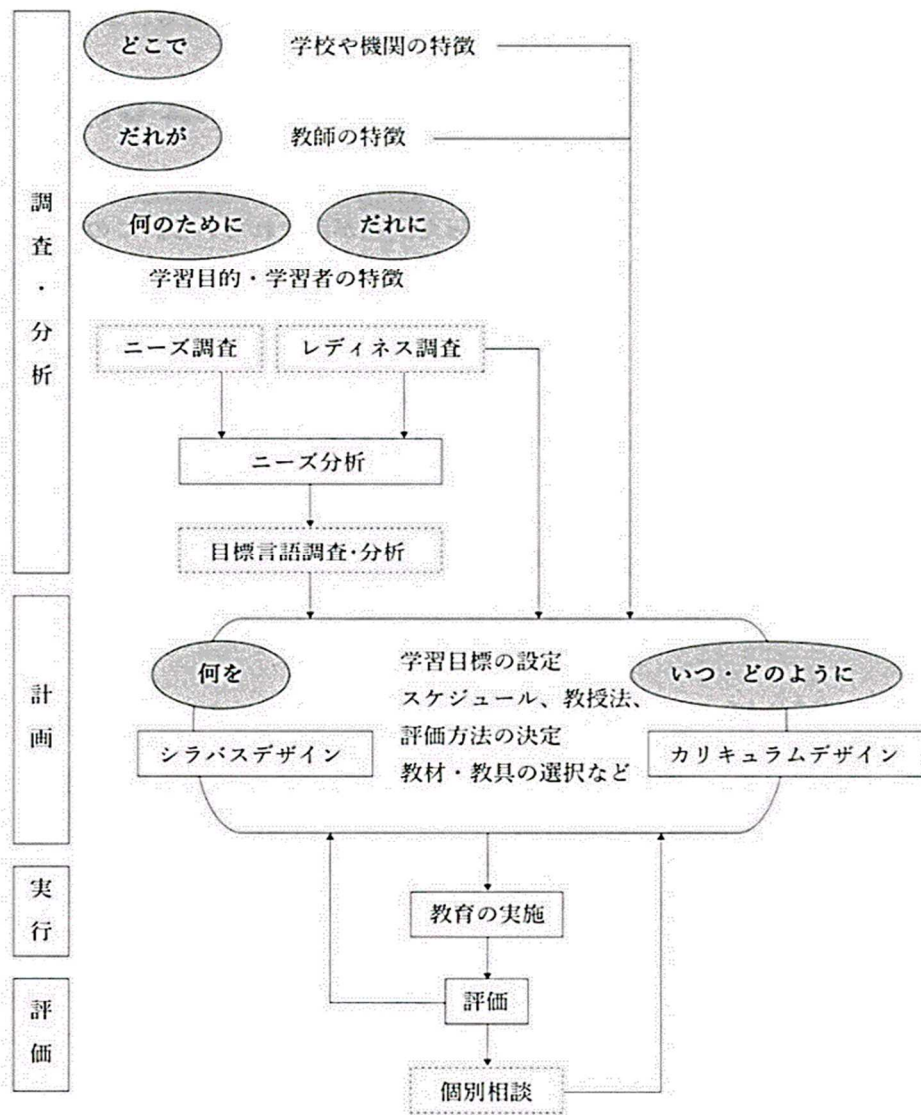 調査・分析
どこで
学校や機関の特徴
だれが
教師の特徴
何のために
だれに
学習目的・学習者の特徴
ニーズ調査
レディネス調査
ニーズ分析
目標言語調査・分析
計画
何を
シラバスデザイン
学習目標の設定
スケジュール、教授法、
評価方法の決定
教材・教具の選択など
いつ・どのように
カリキュラムデザイン
実行
教育の実施
評価
評価
個別相談